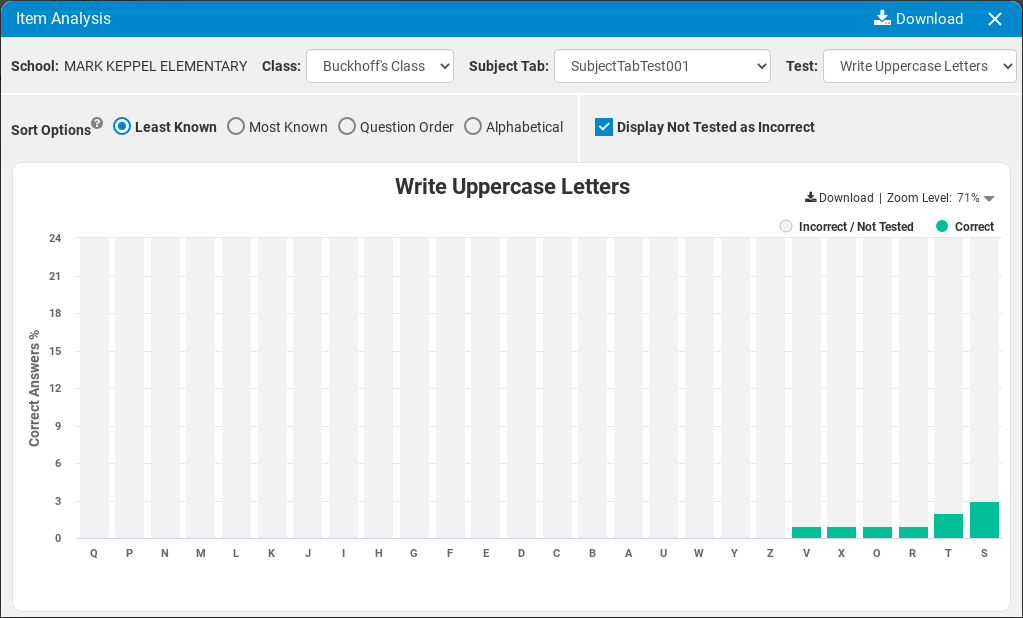 Item Analysis Download
School: MARK KEPPEL ELEMENTARY Class: Buckhoff's Class Subject Tab: SubjectTabTest001 Test: Write Uppercase Letters
Sort Options Least Known Most Known Question Order Alphabetical Display Not Tested as Incorrect
Write Uppercase Letters
Download | Zoom Level: 71%
Incorrect / Not Tested Correct
Correct Answers %
24
21
18
15
12
9
6
3
0
Q P N M L K J I H G F E D C B A U W Y Z V X O R T S